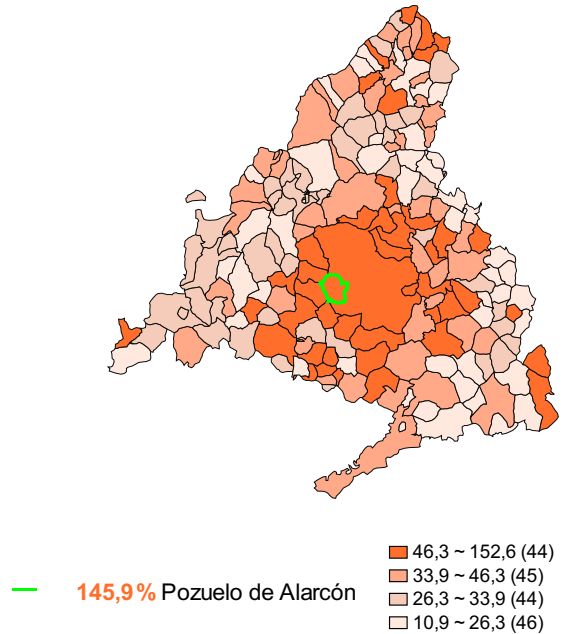 46,3 ~ 152,6 (44)
33,9 ~ 46,3 (45)
26,3 ~ 33,9 (44)
10,9 ~ 26,3 (46)
145,9 % Pozuelo de Alarcón